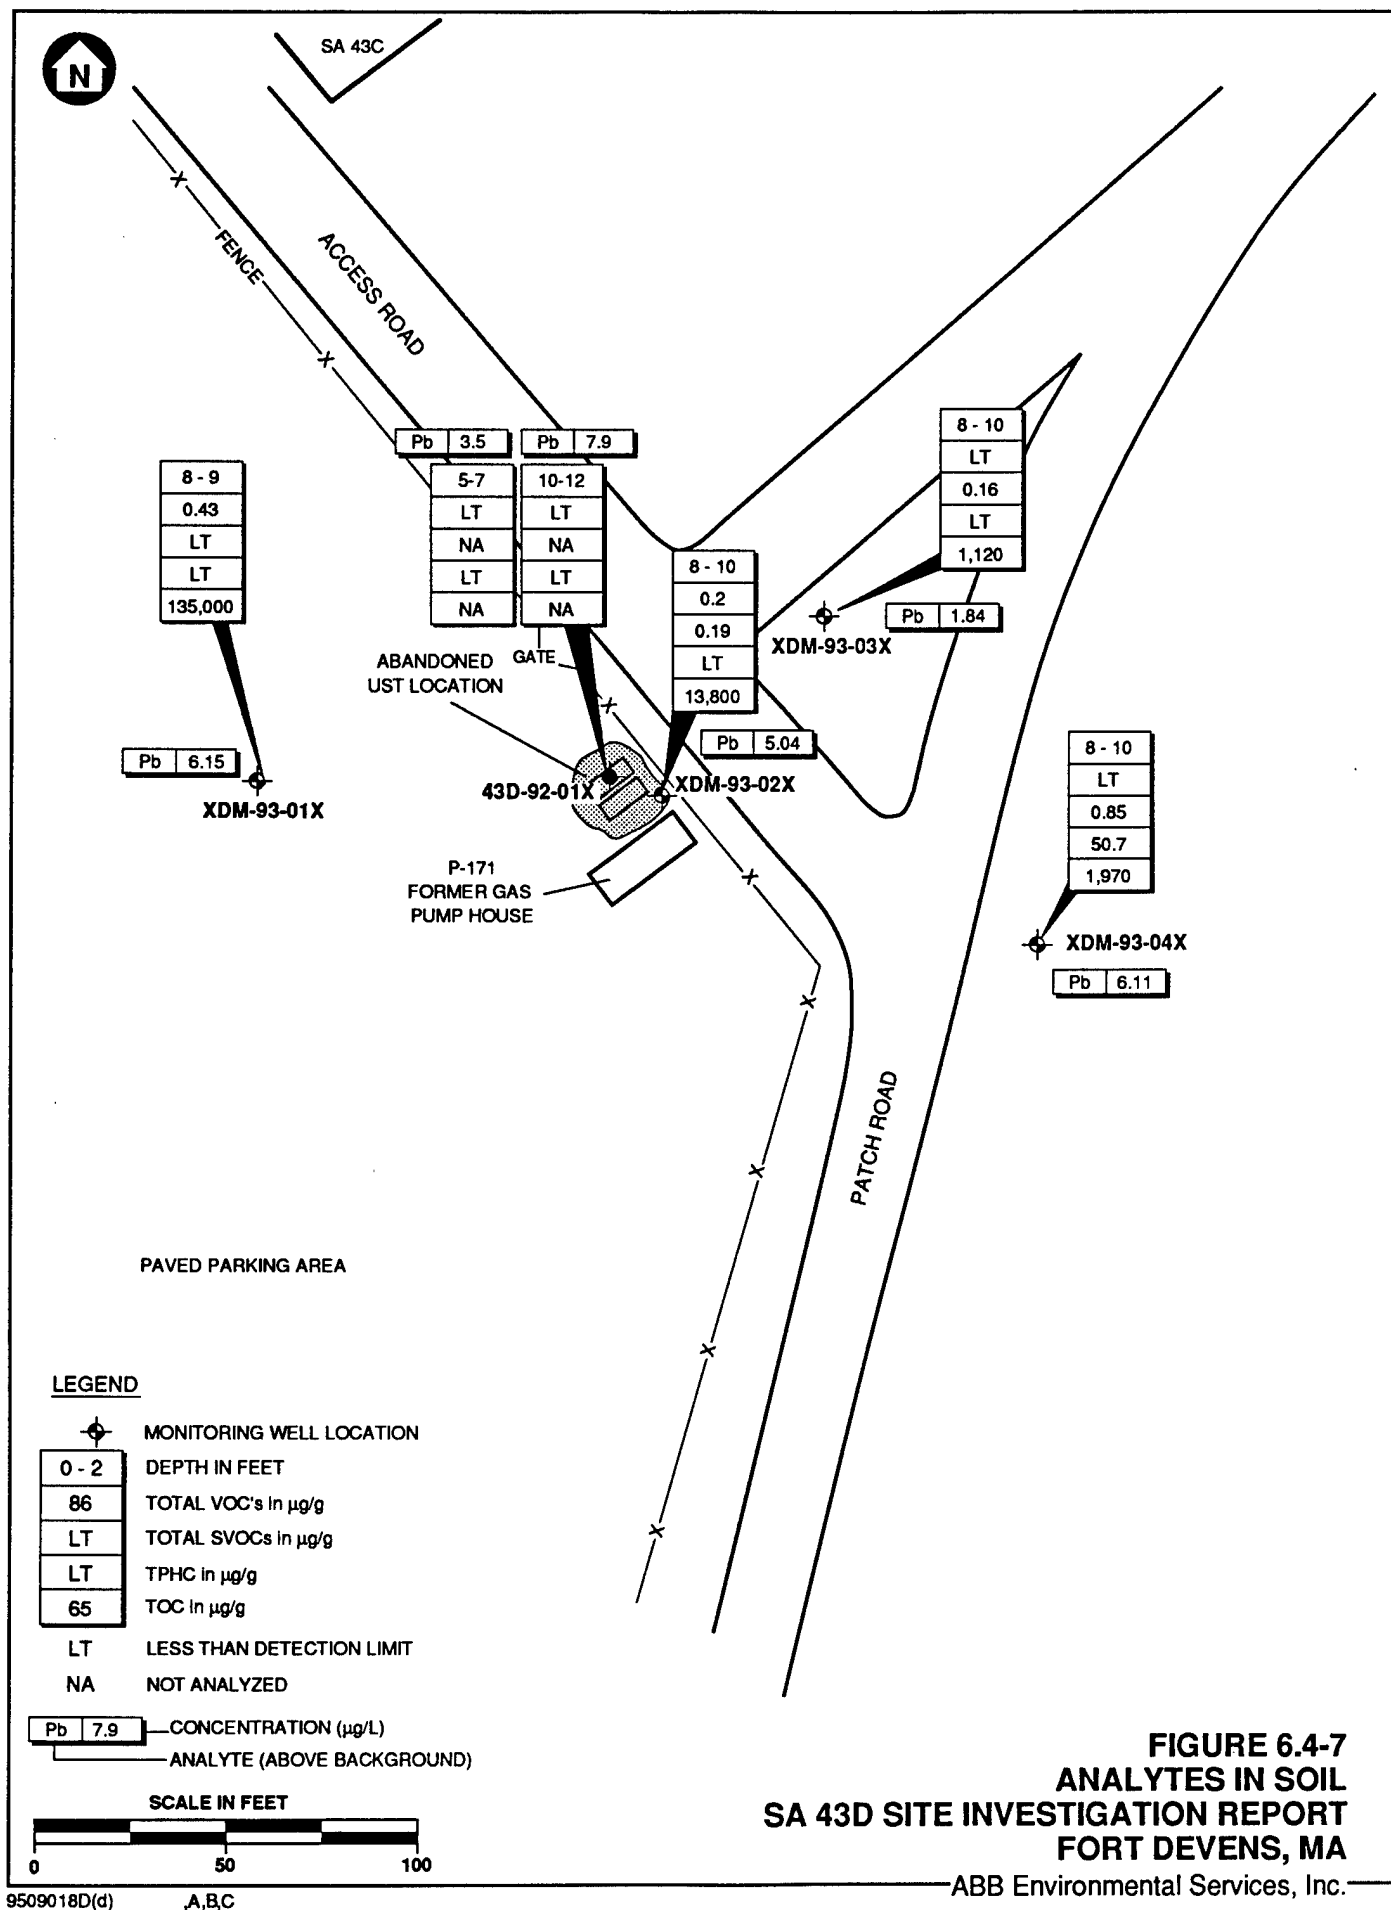 N
SA 43C
FENCE
ACCESS ROAD
Pb 3.5
Pb 7.9
8 - 9
0.43
LT
LT
135,000
5-7
LT
NA
LT
NA
10-12
LT
NA
LT
NA
8 - 10
0.2
0.19
LT
13,800
8 - 10
LT
0.16
LT
1,120
Pb 1.84
XDM-93-03X
GATE
ABANDONED
UST LOCATION
Pb 6.15
XDM-93-01X
Pb 5.04
43D-92-01X
XDM-93-02X
8 - 10
LT
0.85
50.7
1,970
P-171
FORMER GAS
PUMP HOUSE
XDM-93-04X
Pb 6.11
PATCH ROAD
PAVED PARKING AREA
LEGEND
MONITORING WELL LOCATION
0 - 2 DEPTH IN FEET
86 TOTAL VOC's in µg/g
LT TOTAL SVOCs in µg/g
LT TPHC in µg/g
65 TOC in µg/g
LT LESS THAN DETECTION LIMIT
NA NOT ANALYZED
Pb 7.9 CONCENTRATION (µg/L)
ANALYTE (ABOVE BACKGROUND)
SCALE IN FEET
0 50 100
FIGURE 6.4-7
ANALYTES IN SOIL
SA 43D SITE INVESTIGATION REPORT
FORT DEVENS, MA
ABB Environmental Services, Inc.
9509018D(d) ,A,B,C
X
X
X
X
X
X
X
X